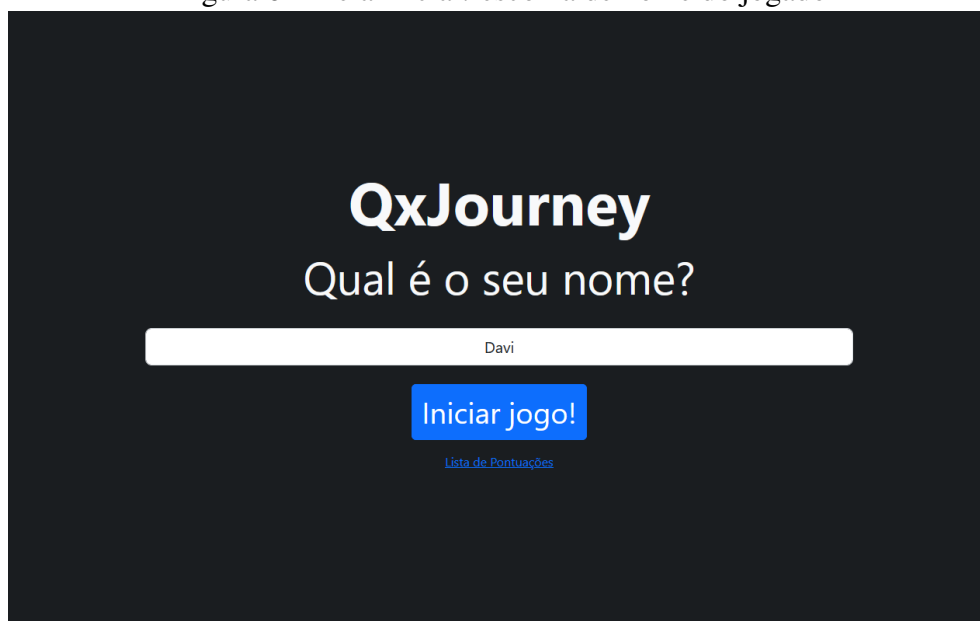 QxJourney
Qual é o seu nome?
Davi
Iniciar jogo!
Lista de Pontuações